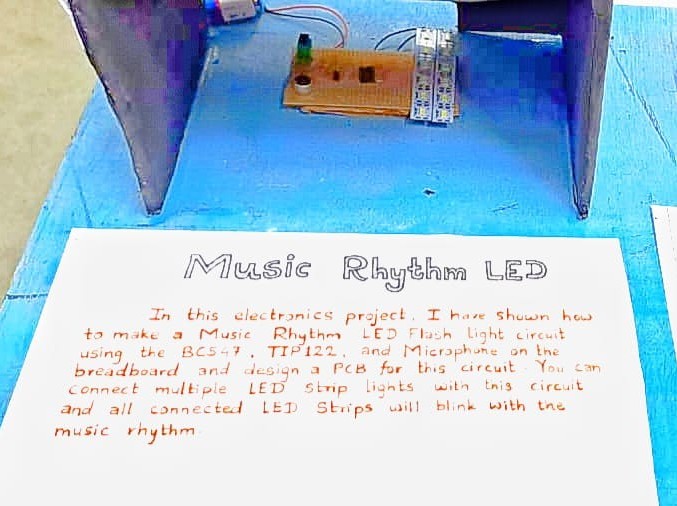 Music Rhythm LED
In this electronics project, I have shown how
to make a Music Rhythm LED Flash light circuit
using the BC547, TIP122, and Microphone on the
breadboard and design a PCB for this circuit. You can
connect multiple LED strip lights with this circuit
and all connected LED Strips will blink with the
music rhythm.